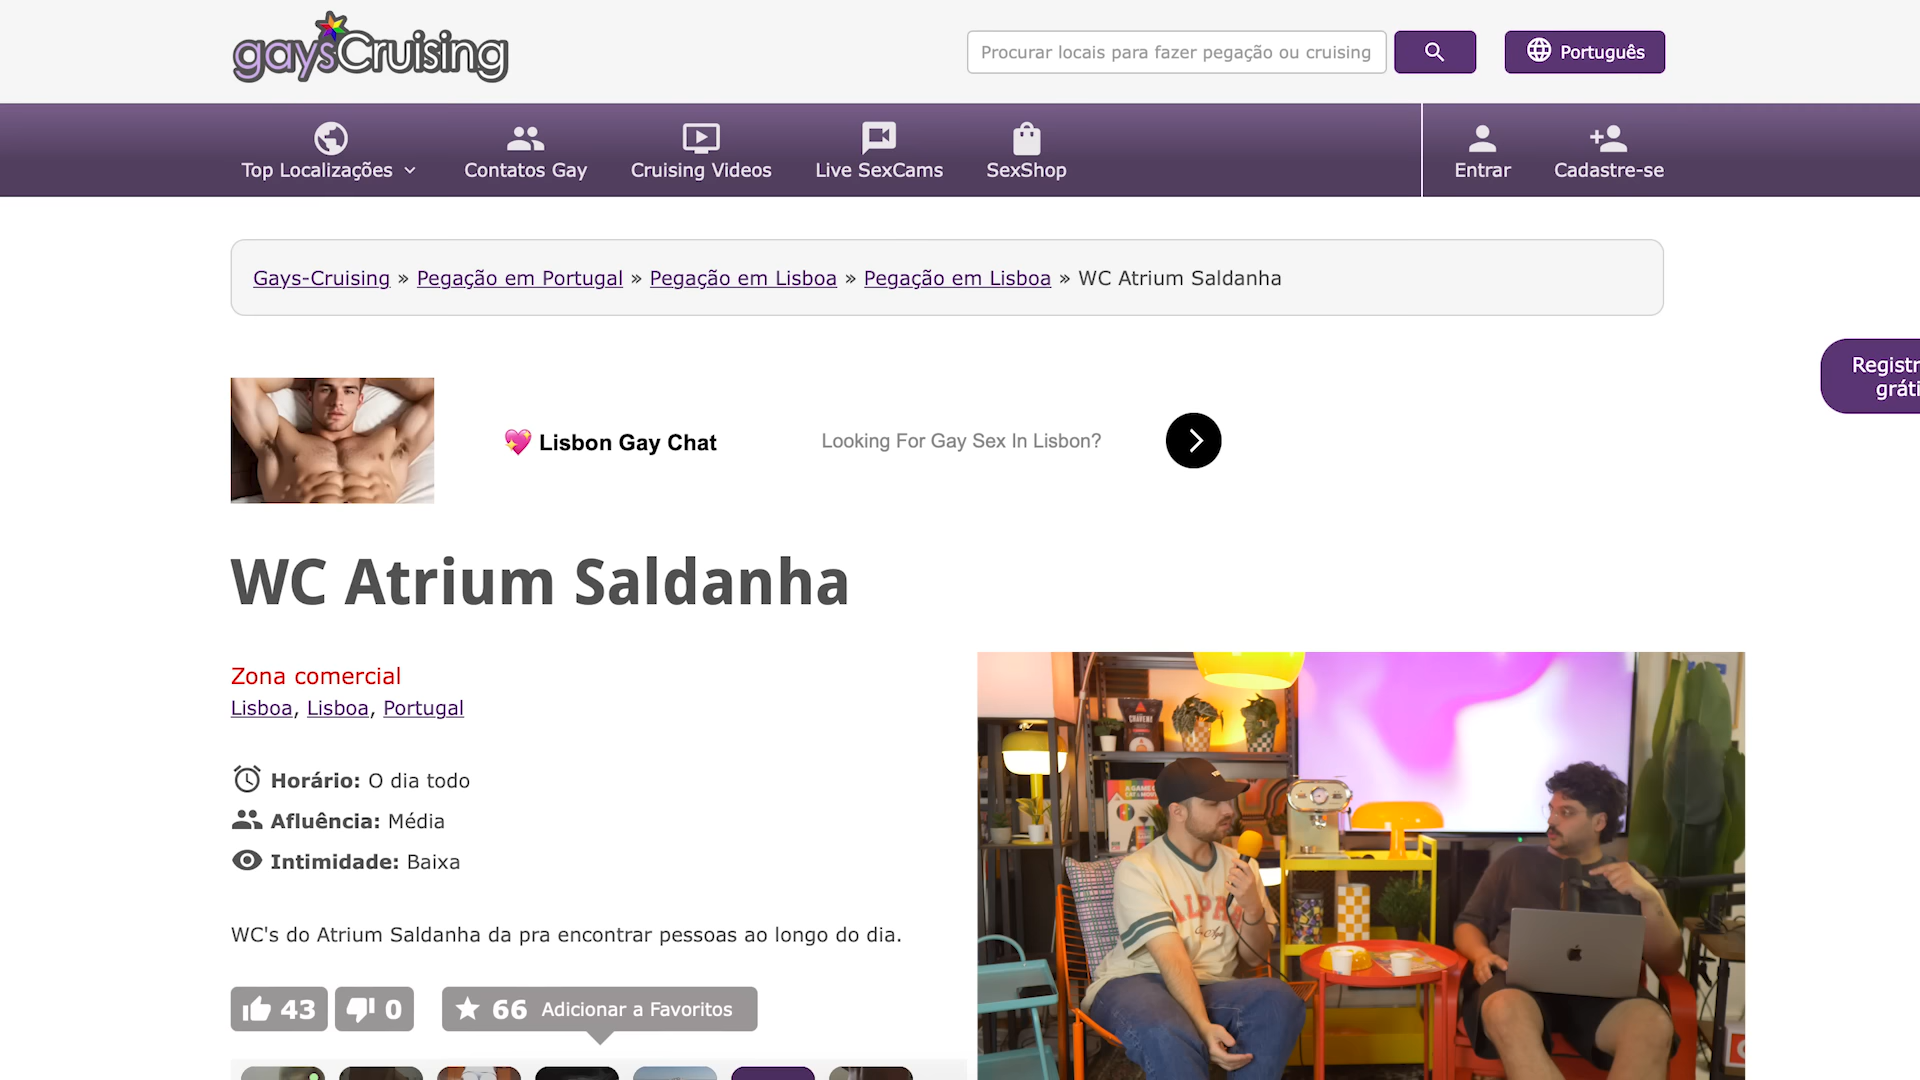 gaysCruising
Procurar locais para fazer pegação ou cruising
Português
Top Localizações
Contatos Gay
Cruising Videos
Live SexCams
SexShop
Entrar
Cadastre-se
Gays-Cruising » Pegação em Portugal » Pegação em Lisboa » Pegação em Lisboa » WC Atrium Saldanha
Registr
gráti
Lisbon Gay Chat
Looking For Gay Sex In Lisbon?
WC Atrium Saldanha
Zona comercial
Lisboa, Lisboa, Portugal
Horário: O dia todo
Afluência: Média
Intimidade: Baixa
WC's do Atrium Saldanha da pra encontrar pessoas ao longo do dia.
43
0
66 Adicionar a Favoritos
ALPHA